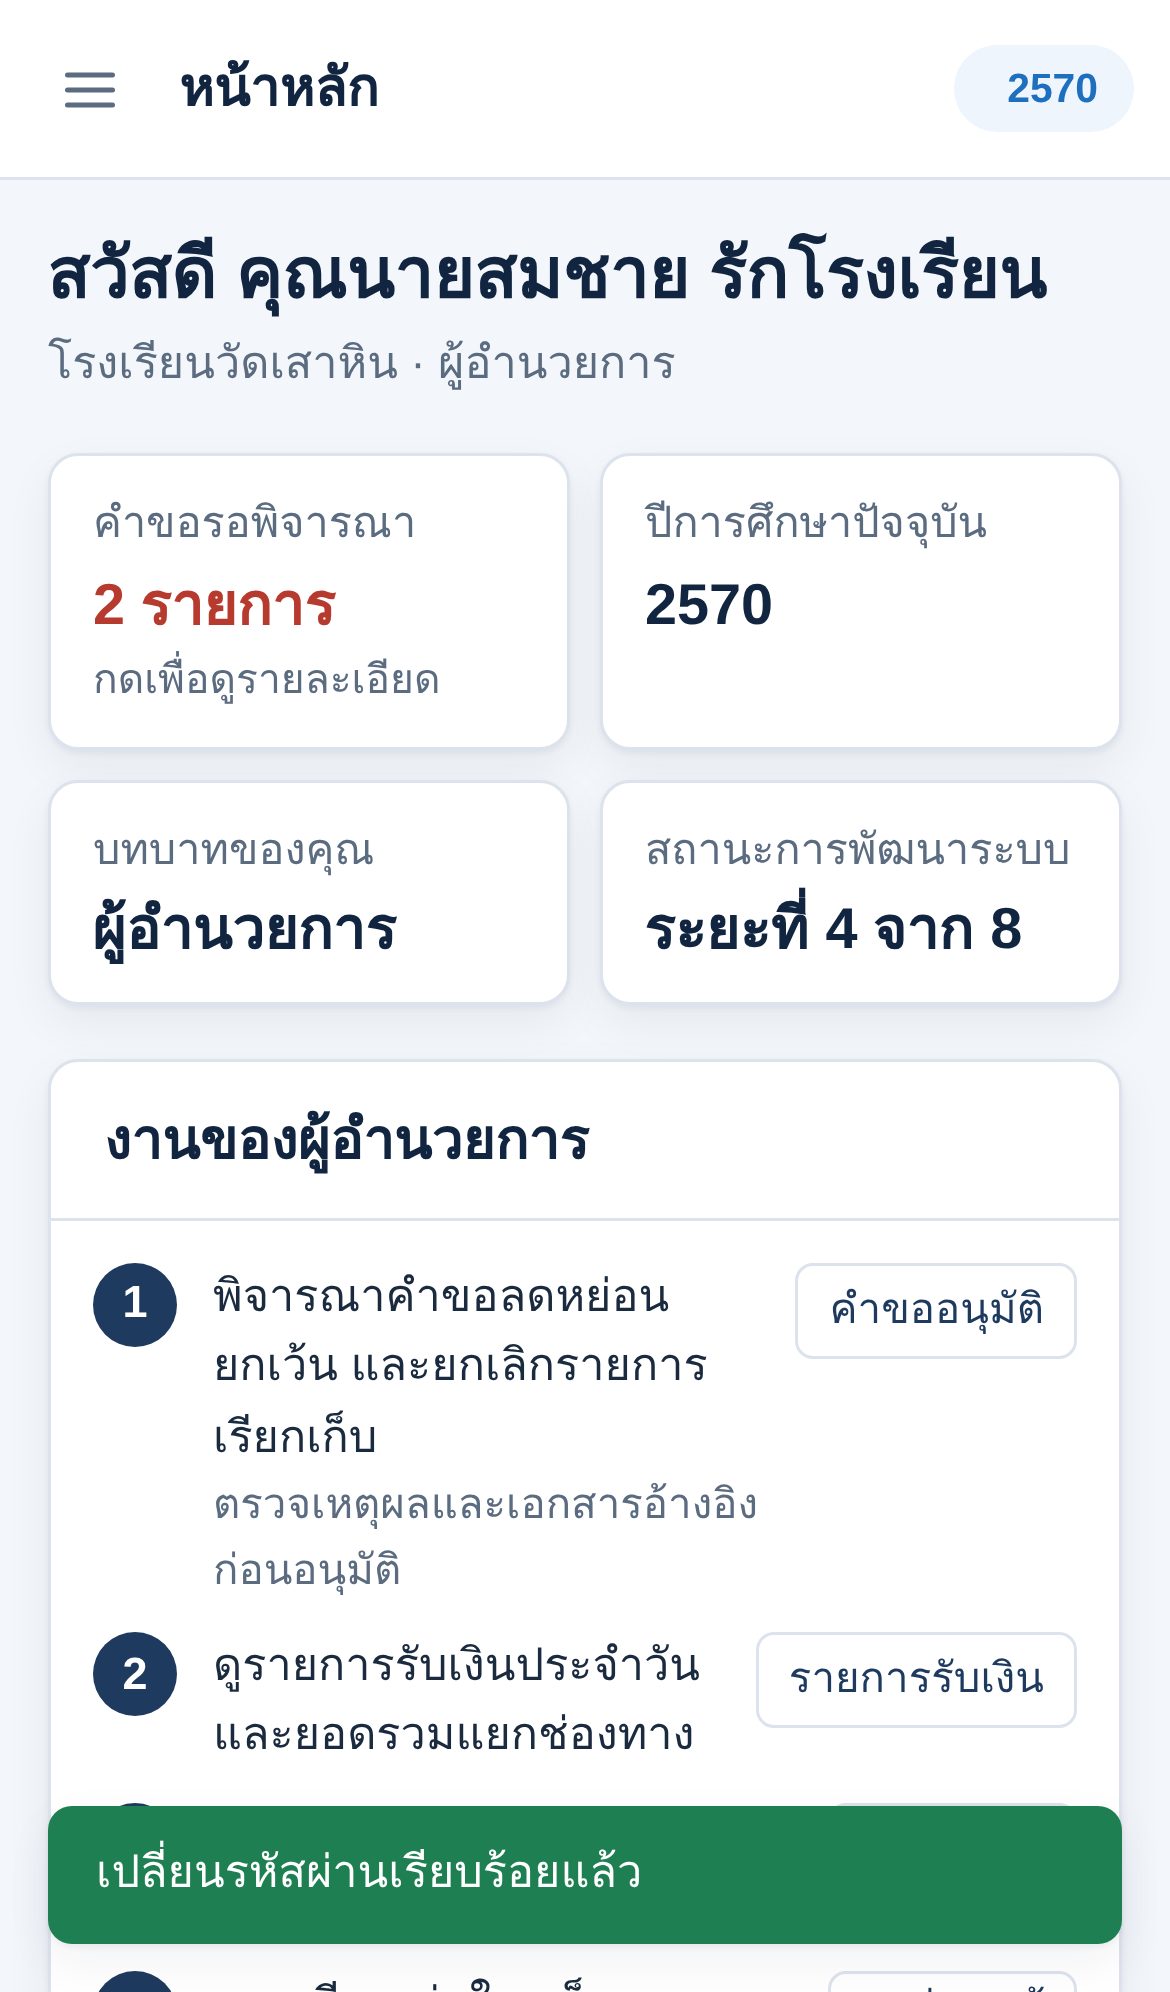 หน้าหลัก
2570
สวัสดี คุณนายสมชาย รักโรงเรียน
โรงเรียนวัดเสาหิน · ผู้อำนวยการ
คำขอรอพิจารณา
2 รายการ
กดเพื่อดูรายละเอียด
ปีการศึกษาปัจจุบัน
2570
บทบาทของคุณ
ผู้อำนวยการ
สถานะการพัฒนาระบบ
ระยะที่ 4 จาก 8
งานของผู้อำนวยการ
1
พิจารณาคำขอลดหย่อน
ยกเว้น และยกเลิกรายการ
เรียกเก็บ
ตรวจเหตุผลและเอกสารอ้างอิง
ก่อนอนุมัติ
คำขออนุมัติ
2
ดูรายการรับเงินประจำวัน
และยอดรวมแยกช่องทาง
รายการรับเงิน
เปลี่ยนรหัสผ่านเรียบร้อยแล้ว